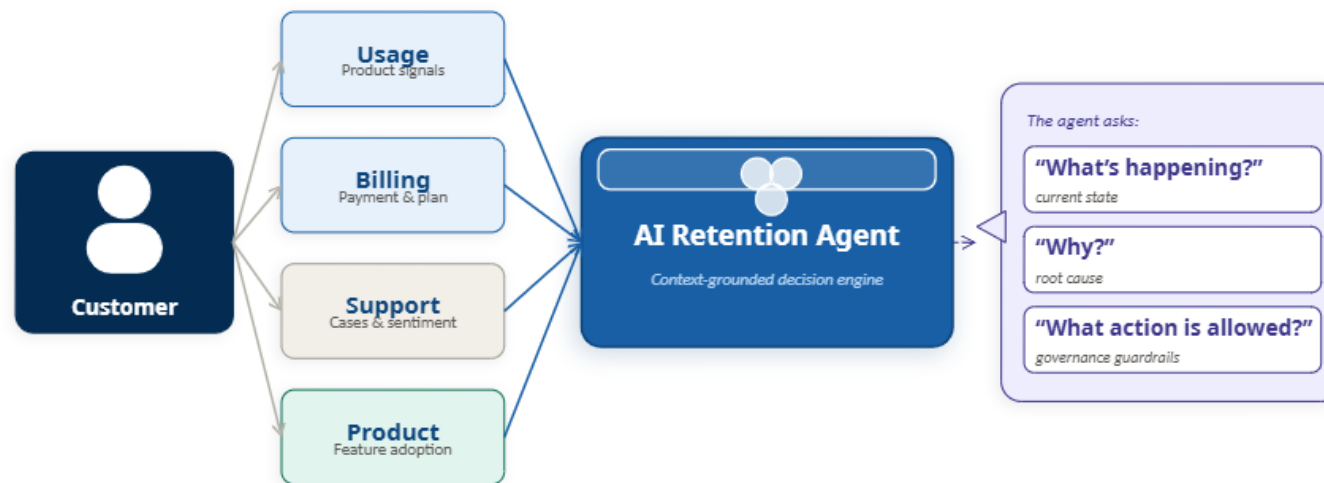 Usage
Product signals
Billing
Payment & plan
Customer
Support
Cases & sentiment
Product
Feature adoption
AI Retention Agent
Context-grounded decision engine
The agent asks:
“What’s happening?”
current state
“Why?”
root cause
“What action is allowed?”
governance guardrails